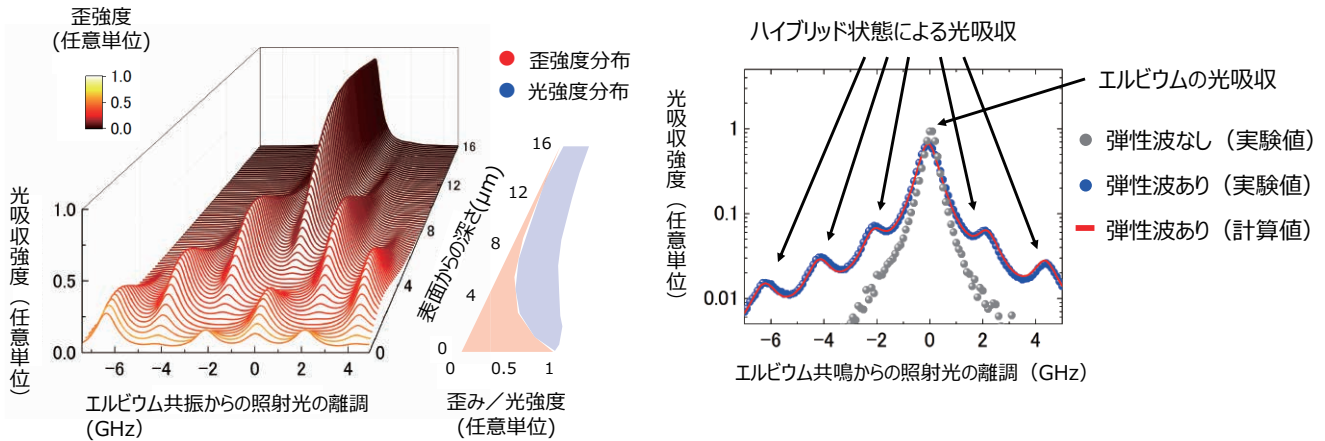 歪強度
(任意単位)
1.0
0.5
0.0
歪強度分布
光強度分布
光吸収強度（任意単位）
1.0
0.5
0.0
-6
-4
-2
0
2
4
エルビウム共振からの照射光の離調
(GHz）
0
4
8
12
16
表面からの深さ(μm)
16
12
8
4
0
0
0.5
1
歪み／光強度
(任意単位)
ハイブリッド状態による光吸収
エルビウムの光吸収
弾性波なし（実験値）
弾性波あり（実験値）
弾性波あり（計算値）
光吸収強度（任意単位）
1
0.1
0.01
-6
-4
-2
0
2
4
エルビウム共鳴からの照射光の離調（GHz）